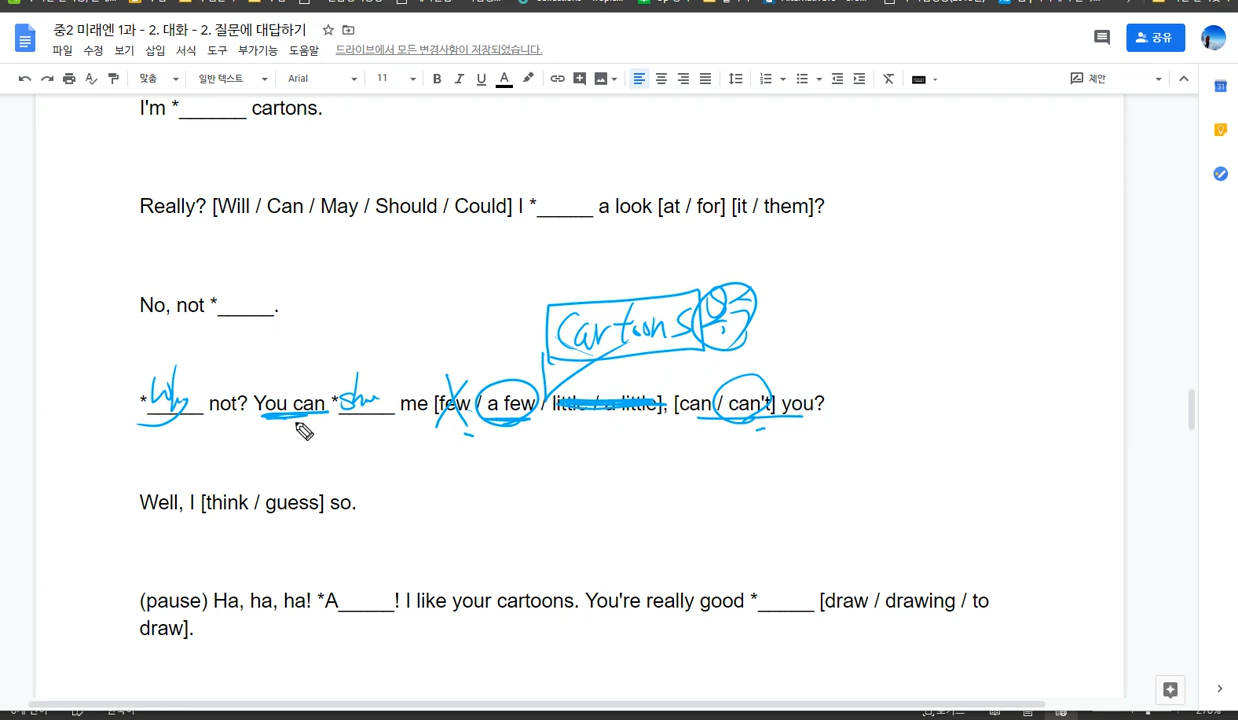 중2 미래엔 1과 - 2. 대화 - 2. 질문에 대답하기
파일 수정 보기 삽입 서식 도구 부가기능 도움말 드라이브에서 모든 변경사항이 저장되었습니다.
공유
맞춤 일반 텍스트 Arial 11 B I U A 제안
I'm *______ cartons.
Really? [Will / Can / May / Should / Could] I *_____ a look [at / for] [it / them]?
No, not *_____.
Cartoons
Why show
*______ not? You can *______ me [few / a few / little / a little], [can / can't] you?
Well, I [think / guess] so.
(pause) Ha, ha, ha! *A_____! I like your cartoons. You're really good *_____ [draw / drawing / to
draw].